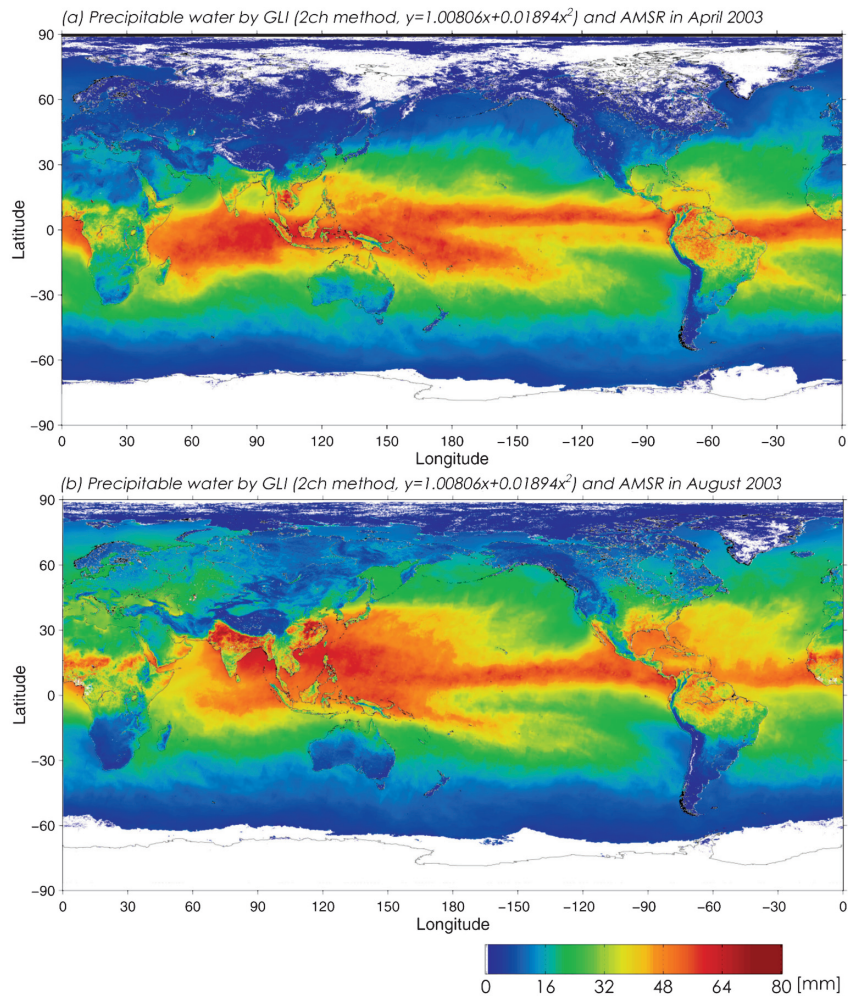 (a) Precipitable water by GLI (2ch method, y=1.00806x+0.01894x²) and AMSR in April 2003
90
60
30
0
−30
−60
−90
Latitude
0 30 60 90 120 150 180 −150 −120 −90 −60 −30 0
Longitude
(b) Precipitable water by GLI (2ch method, y=1.00806x+0.01894x²) and AMSR in August 2003
90
60
30
0
−30
−60
−90
Latitude
0 30 60 90 120 150 180 −150 −120 −90 −60 −30 0
Longitude
0 16 32 48 64 80 [mm]